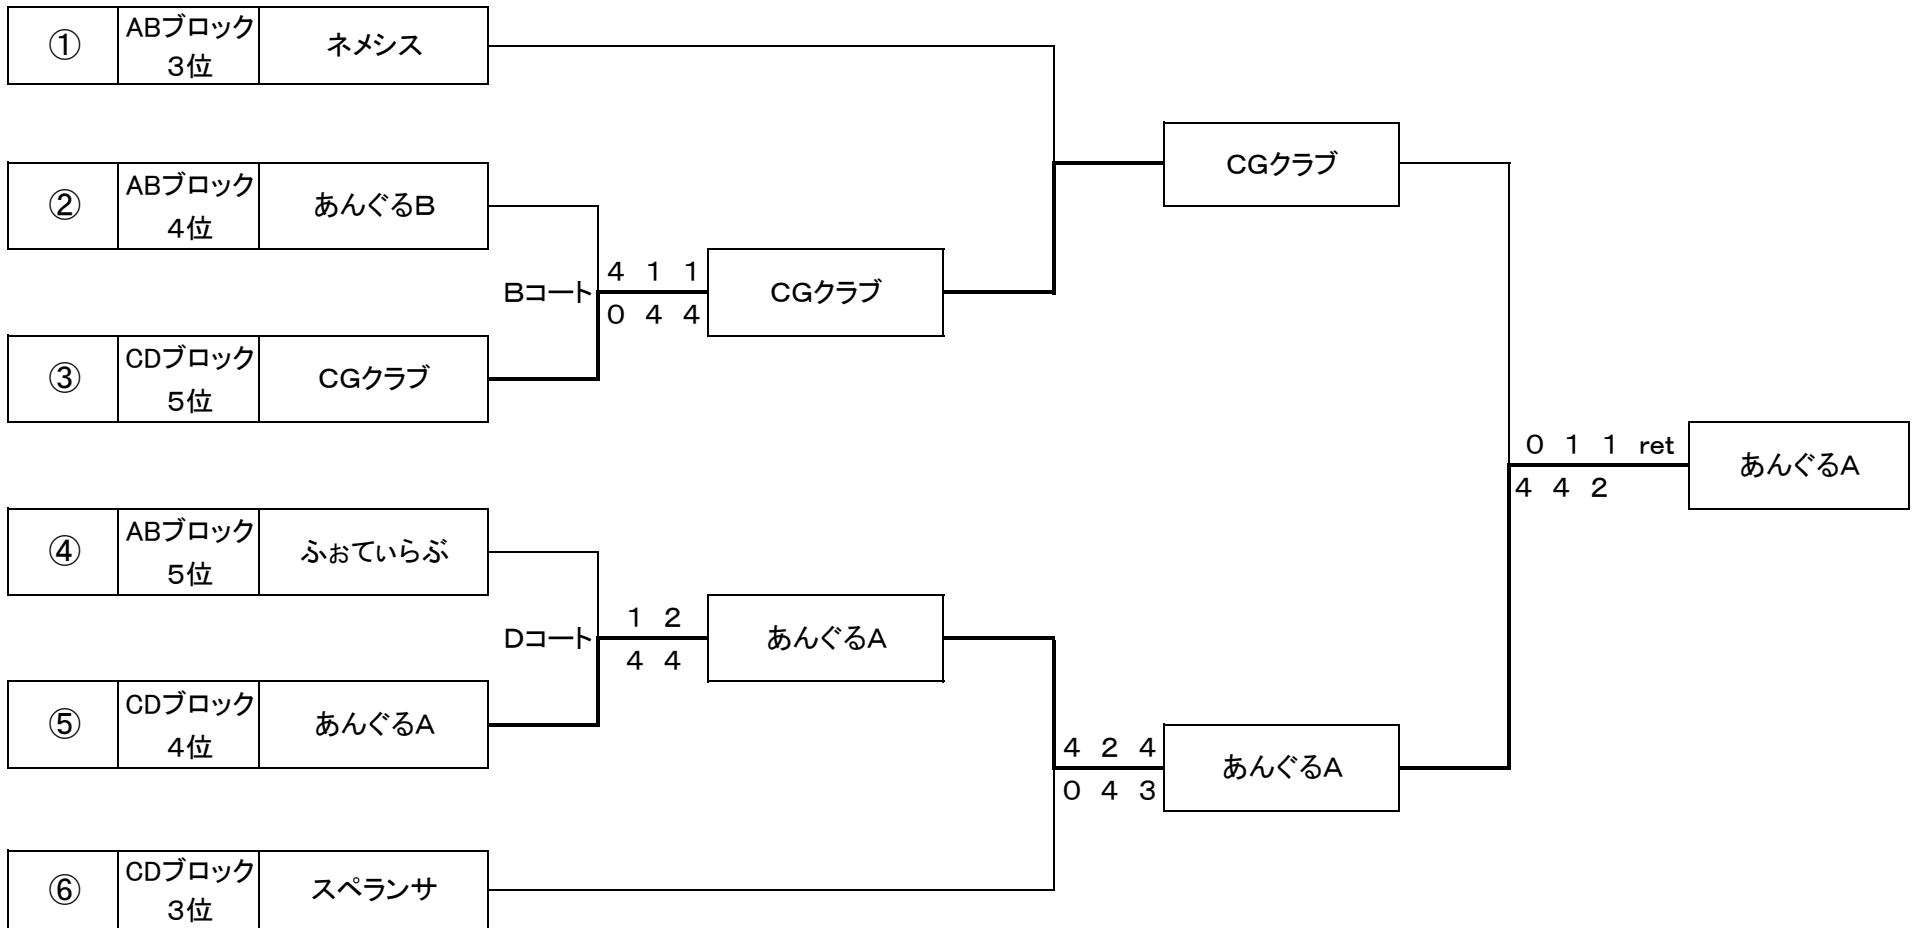 ① ABブロック ネメシス
３位
CGクラブ
② ABブロック あんぐるB
４位
４ １ １
Bコート CGクラブ
０ ４ ４
③ CDブロック CGクラブ
５位
０ １ １ ret
あんぐるA
４ ４ ２
④ ABブロック ふぉてぃらぶ
５位
１ ２
Dコート あんぐるA
４ ４
⑤ CDブロック あんぐるA
４位
４ ２ ４
あんぐるA
０ ４ ３
⑥ CDブロック スペランサ
３位